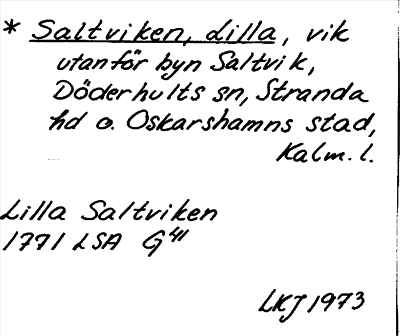 * Saltviken, Lilla, vik
utanför byn Saltvik,
Döderhults sn, Stranda
hd o. Oskarshamns stad,
Kalm. l.
Lilla Saltviken
1771 LSA G 41
LKJ 1973